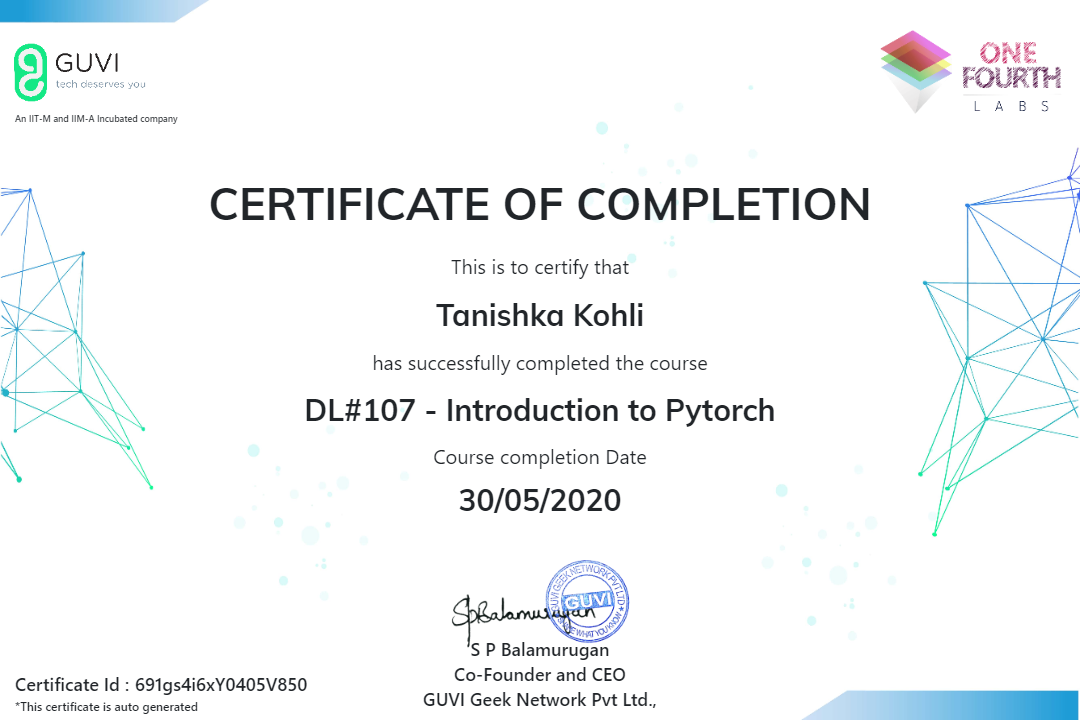 GUVI
tech deserves you
An IIT-M and IIM-A Incubated company
ONE
FOURTH
LABS
CERTIFICATE OF COMPLETION
This is to certify that
Tanishka Kohli
has successfully completed the course
DL#107 - Introduction to Pytorch
Course completion Date
30/05/2020
SpBalamurugan
GUVI GEEK NETWORK PVT LTD
GUVI
SHARE WHAT YOU KNOW
S P Balamurugan
Co-Founder and CEO
GUVI Geek Network Pvt Ltd.,
Certificate Id : 691gs4i6xY0405V850
*This certificate is auto generated